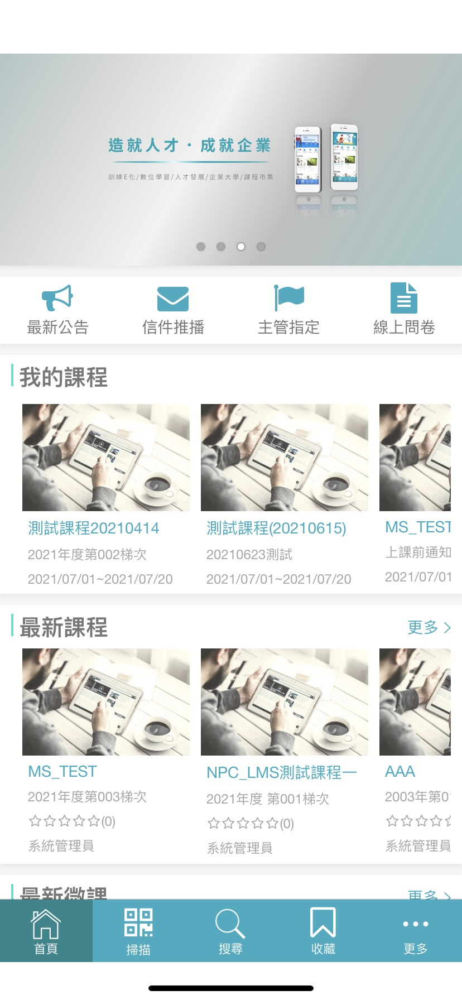 造就人才・成就企業
訓練E化/數位學習/人才發展/企業大學/課程市集
最新公告
信件推播
主管指定
線上問卷
我的課程
測試課程20210414
2021年度第002梯次
2021/07/01~2021/07/20
測試課程(20210615)
20210623測試
2021/07/01~2021/07/20
MS_TEST
上課前通知
2021/07/01
最新課程
更多
MS_TEST
2021年度第003梯次
(0)
系統管理員
NPC_LMS測試課程一
2021年度 第001梯次
(0)
系統管理員
AAA
2003年第0
系統管理員
最新微課
更多
首頁
掃描
搜尋
收藏
更多